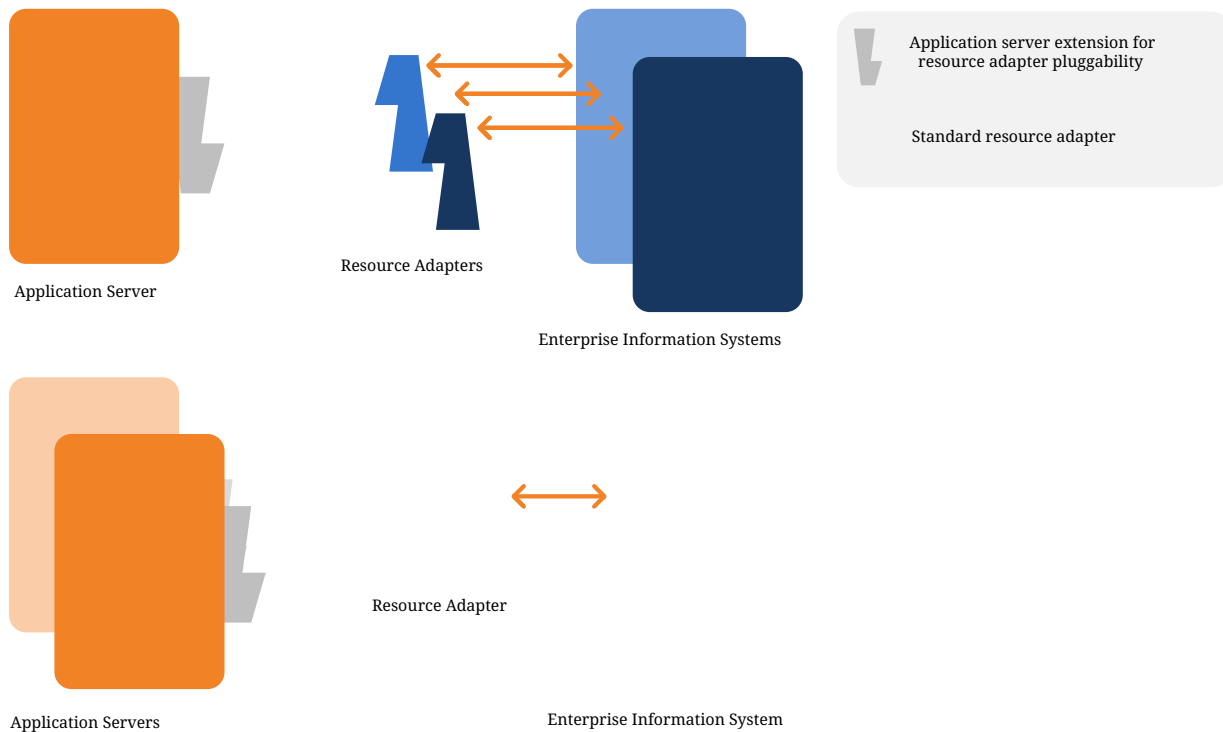 Application server extension for
resource adapter pluggability
Standard resource adapter
Resource Adapters
Application Server
Enterprise Information Systems
Resource Adapter
Application Servers
Enterprise Information System